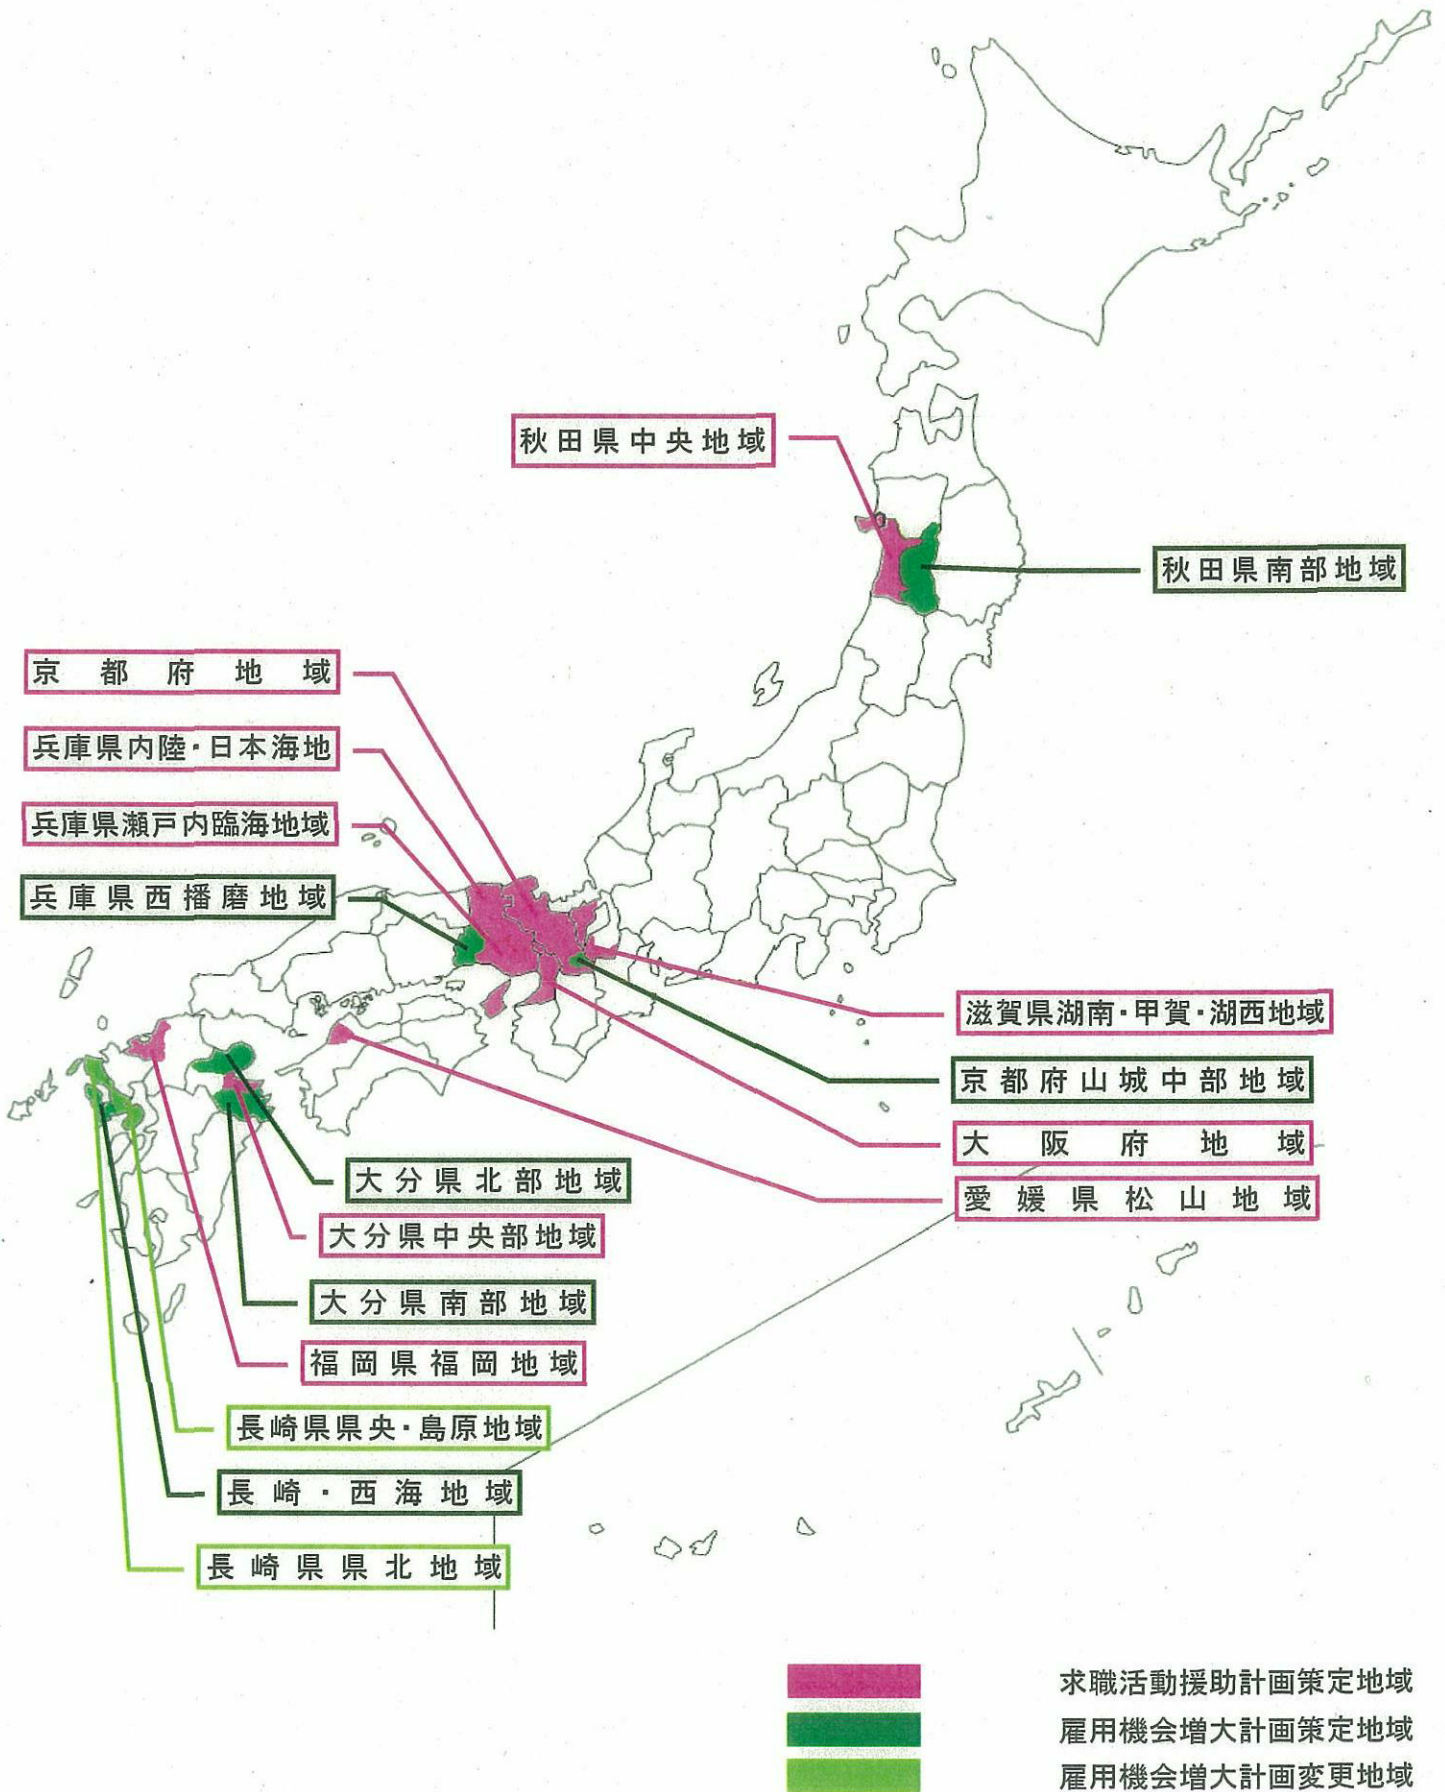 秋田県中央地域
秋田県南部地域
京都府地域
兵庫県内陸・日本海地
兵庫県瀬戸内臨海地域
兵庫県西播磨地域
滋賀県湖南・甲賀・湖西地域
京都府山城中部地域
大阪府地域
愛媛県松山地域
大分県北部地域
大分県中央部地域
大分県南部地域
福岡県福岡地域
長崎県県央・島原地域
長崎・西海地域
長崎県県北地域
求職活動援助計画策定地域
雇用機会増大計画策定地域
雇用機会増大計画変更地域